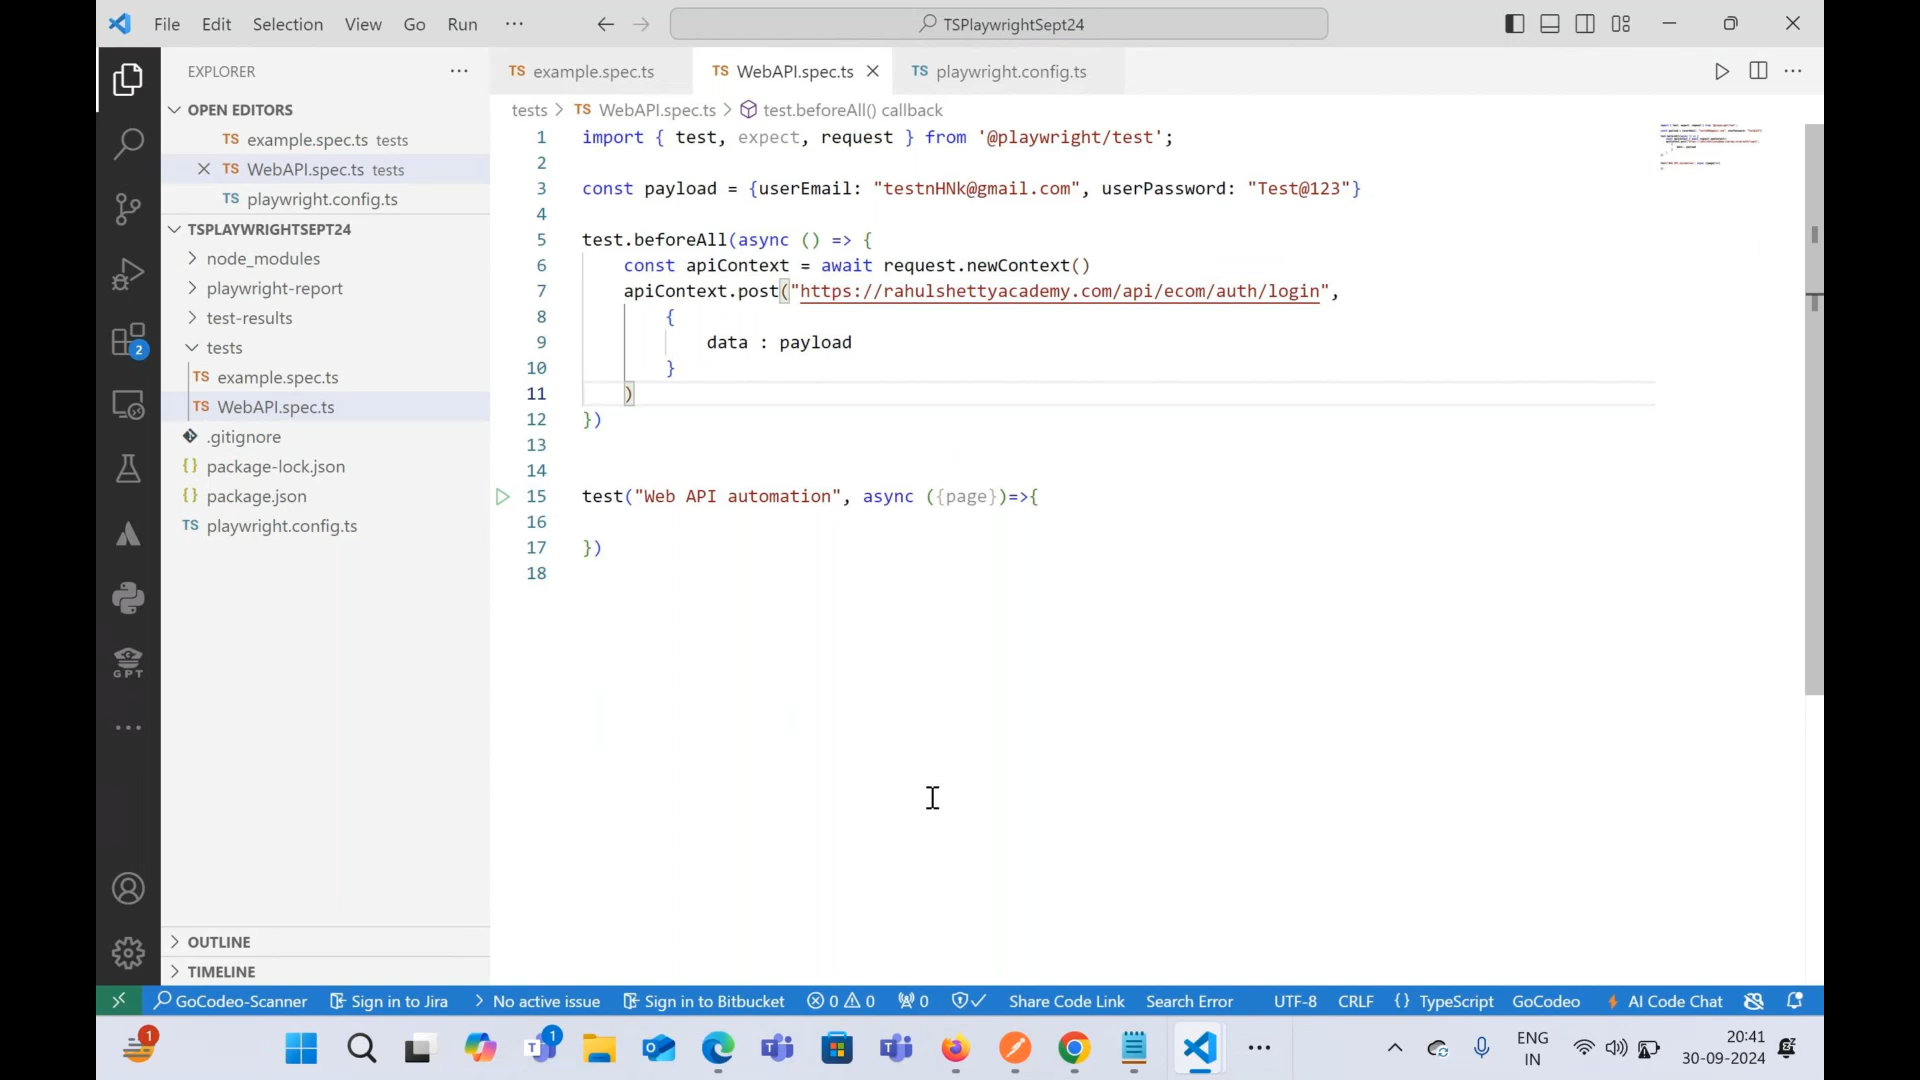 File Edit Selection View Go Run ··· TSPlaywrightSept24
EXPLORER ···
OPEN EDITORS
TS example.spec.ts tests
TS WebAPI.spec.ts tests
TS playwright.config.ts
TSPLAYWRIGHTSEPT24
node_modules
playwright-report
test-results
tests
TS example.spec.ts
TS WebAPI.spec.ts
.gitignore
{} package-lock.json
{} package.json
TS playwright.config.ts
OUTLINE
TIMELINE
2
GPT
TS example.spec.ts TS WebAPI.spec.ts TS playwright.config.ts
tests > TS WebAPI.spec.ts > test.beforeAll() callback
1 import { test, expect, request } from '@playwright/test';
2
3 const payload = {userEmail: "testnHNk@gmail.com", userPassword: "Test@123"}
4
5 test.beforeAll(async () => {
6 const apiContext = await request.newContext()
7 apiContext.post("https://rahulshettyacademy.com/api/ecom/auth/login",
8 {
9 data : payload
10 }
11 )
12 })
13
14
15 test("Web API automation", async ({page})=>{
16
17 })
18
GoCodeo-Scanner Sign in to Jira > No active issue Sign in to Bitbucket 0 0 0 Share Code Link Search Error UTF-8 CRLF {} TypeScript GoCodeo AI Code Chat
1 1 ··· ENG 20:41
IN 30-09-2024